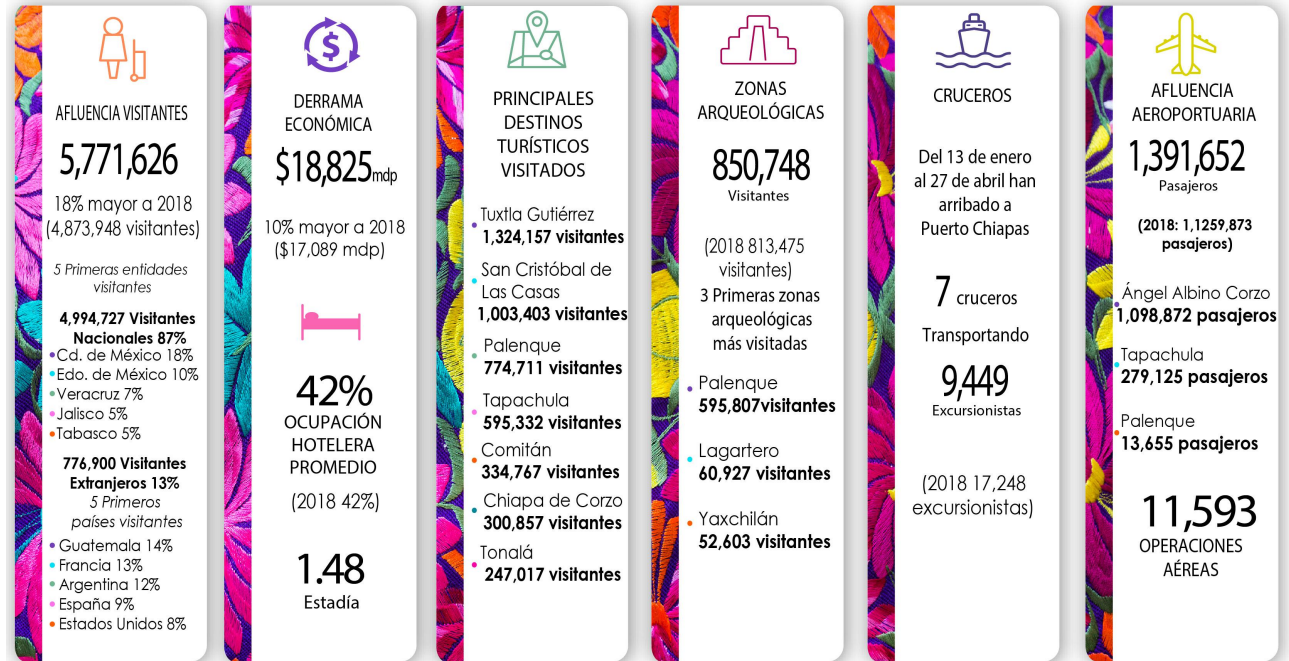 AFLUENCIA VISITANTES
5,771,626
18% mayor a 2018
(4,873,948 visitantes)
5 Primeras entidades
visitantes
4,994,727 Visitantes
Nacionales 87%
Cd. de México 18%
Edo. de México 10%
Veracruz 7%
Jalisco 5%
Tabasco 5%
776,900 Visitantes
Extranjeros 13%
5 Primeros
países visitantes
Guatemala 14%
Francia 13%
Argentina 12%
España 9%
Estados Unidos 8%
$
DERRAMA
ECONÓMICA
$18,825mdp
10% mayor a 2018
($17,089 mdp)
42%
OCUPACIÓN
HOTELERA
PROMEDIO
(2018 42%)
1.48
Estadía
PRINCIPALES
DESTINOS
TURÍSTICOS
VISITADOS
Tuxtla Gutiérrez
1,324,157 visitantes
San Cristóbal de
Las Casas
1,003,403 visitantes
Palenque
774,711 visitantes
Tapachula
595,332 visitantes
Comitán
334,767 visitantes
Chiapa de Corzo
300,857 visitantes
Tonalá
247,017 visitantes
ZONAS
ARQUEOLÓGICAS
850,748
Visitantes
(2018 813,475
visitantes)
3 Primeras zonas
arqueológicas
más visitadas
Palenque
595,807visitantes
Lagartero
60,927 visitantes
Yaxchilán
52,603 visitantes
CRUCEROS
Del 13 de enero
al 27 de abril han
arribado a
Puerto Chiapas
7 cruceros
Transportando
9,449
Excursionistas
(2018 17,248
excursionistas)
AFLUENCIA
AEROPORTUARIA
1,391,652
Pasajeros
(2018: 1,1259,873
pasajeros)
Ángel Albino Corzo
1,098,872 pasajeros
Tapachula
279,125 pasajeros
Palenque
13,655 pasajeros
11,593
OPERACIONES
AÉREAS